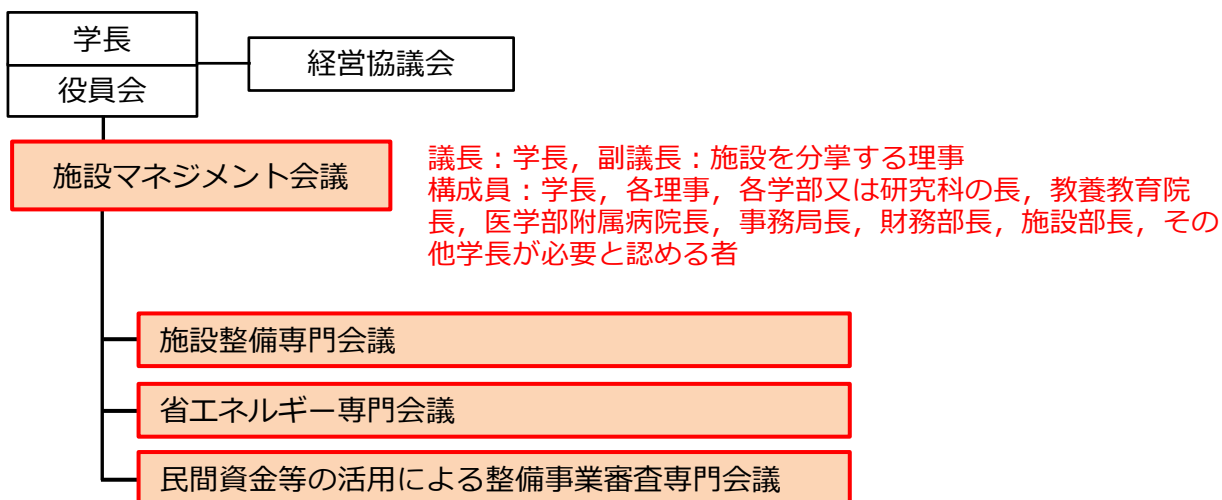 学長
経営協議会
役員会
施設マネジメント会議
議長：学長，副議長：施設を分掌する理事
構成員：学長，各理事，各学部又は研究科の長，教養教育院
長，医学部附属病院長，事務局長，財務部長，施設部長，その
他学長が必要と認める者
施設整備専門会議
省エネルギー専門会議
民間資金等の活用による整備事業審査専門会議